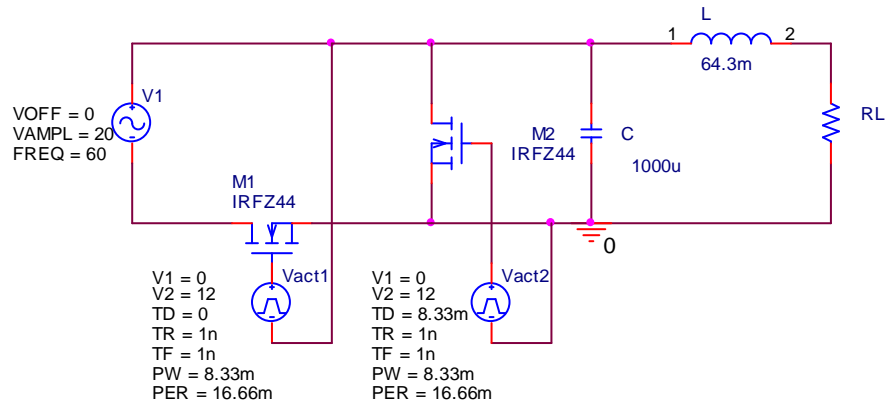 L
1
2
64.3m
V1
VOFF = 0
VAMPL = 20
FREQ = 60
M2
IRFZ44
C
1000u
RL
M1
IRFZ44
0
Vact1
V1 = 0
V2 = 12
TD = 0
TR = 1n
TF = 1n
PW = 8.33m
PER = 16.66m
Vact2
V1 = 0
V2 = 12
TD = 8.33m
TR = 1n
TF = 1n
PW = 8.33m
PER = 16.66m